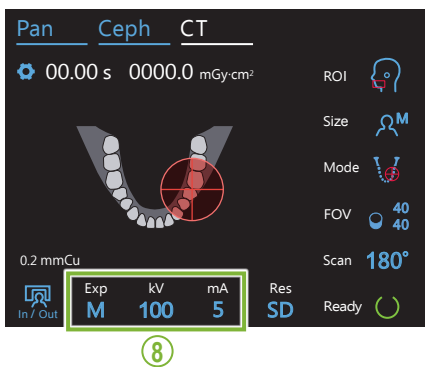 Pan Ceph CT
00.00 s 0000.0 mGy·cm²
ROI
Size M
Mode
FOV 40
40
0.2 mmCu Scan 180°
Exp kV mA Res
In / Out M 100 5 SD Ready
8